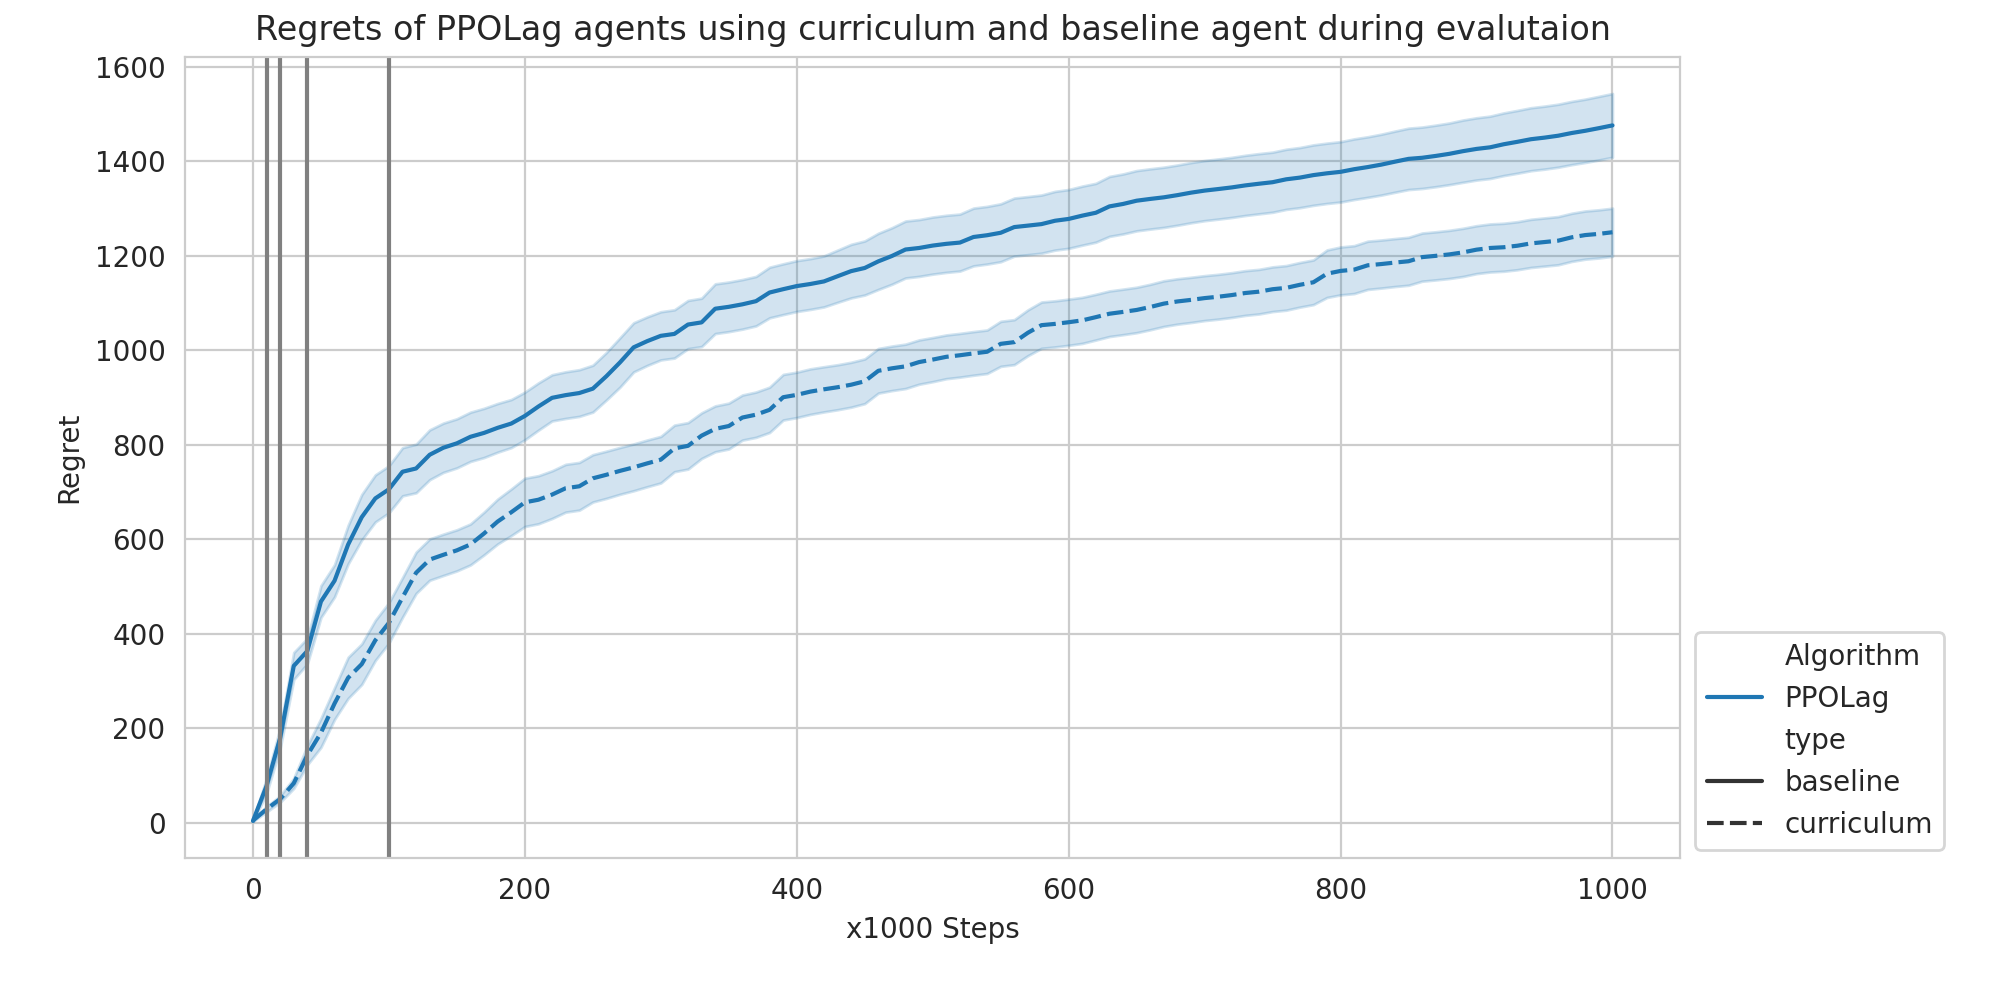 Regrets of PPOLag agents using curriculum and baseline agent during evalutaion
1600
1400
1200
1000
800
600
400
200
0
Regret
0 200 400 600 800 1000
x1000 Steps
Algorithm
PPOLag
type
baseline
curriculum